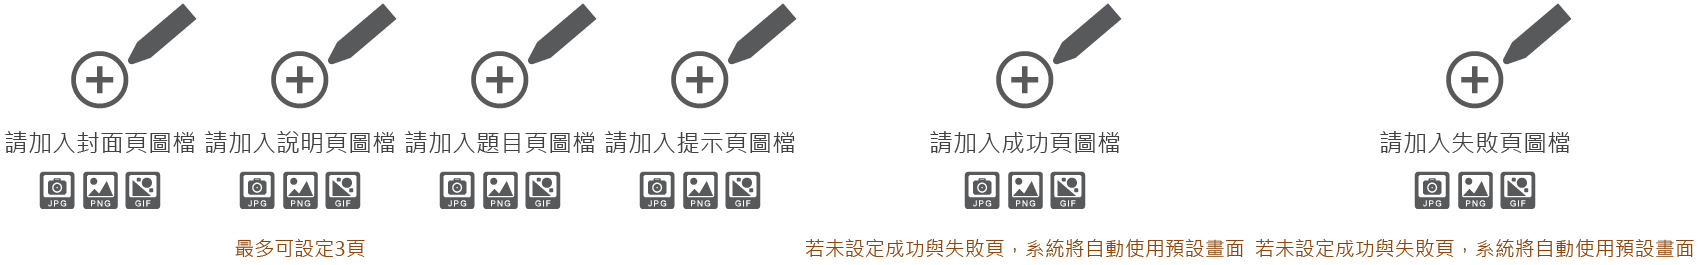 請加入封面頁圖檔
請加入說明頁圖檔
請加入題目頁圖檔
請加入提示頁圖檔
請加入成功頁圖檔
請加入失敗頁圖檔
JPG PNG GIF
JPG PNG GIF
JPG PNG GIF
JPG PNG GIF
JPG PNG GIF
JPG PNG GIF
最多可設定3頁
若未設定成功與失敗頁，系統將自動使用預設畫面
若未設定成功與失敗頁，系統將自動使用預設畫面